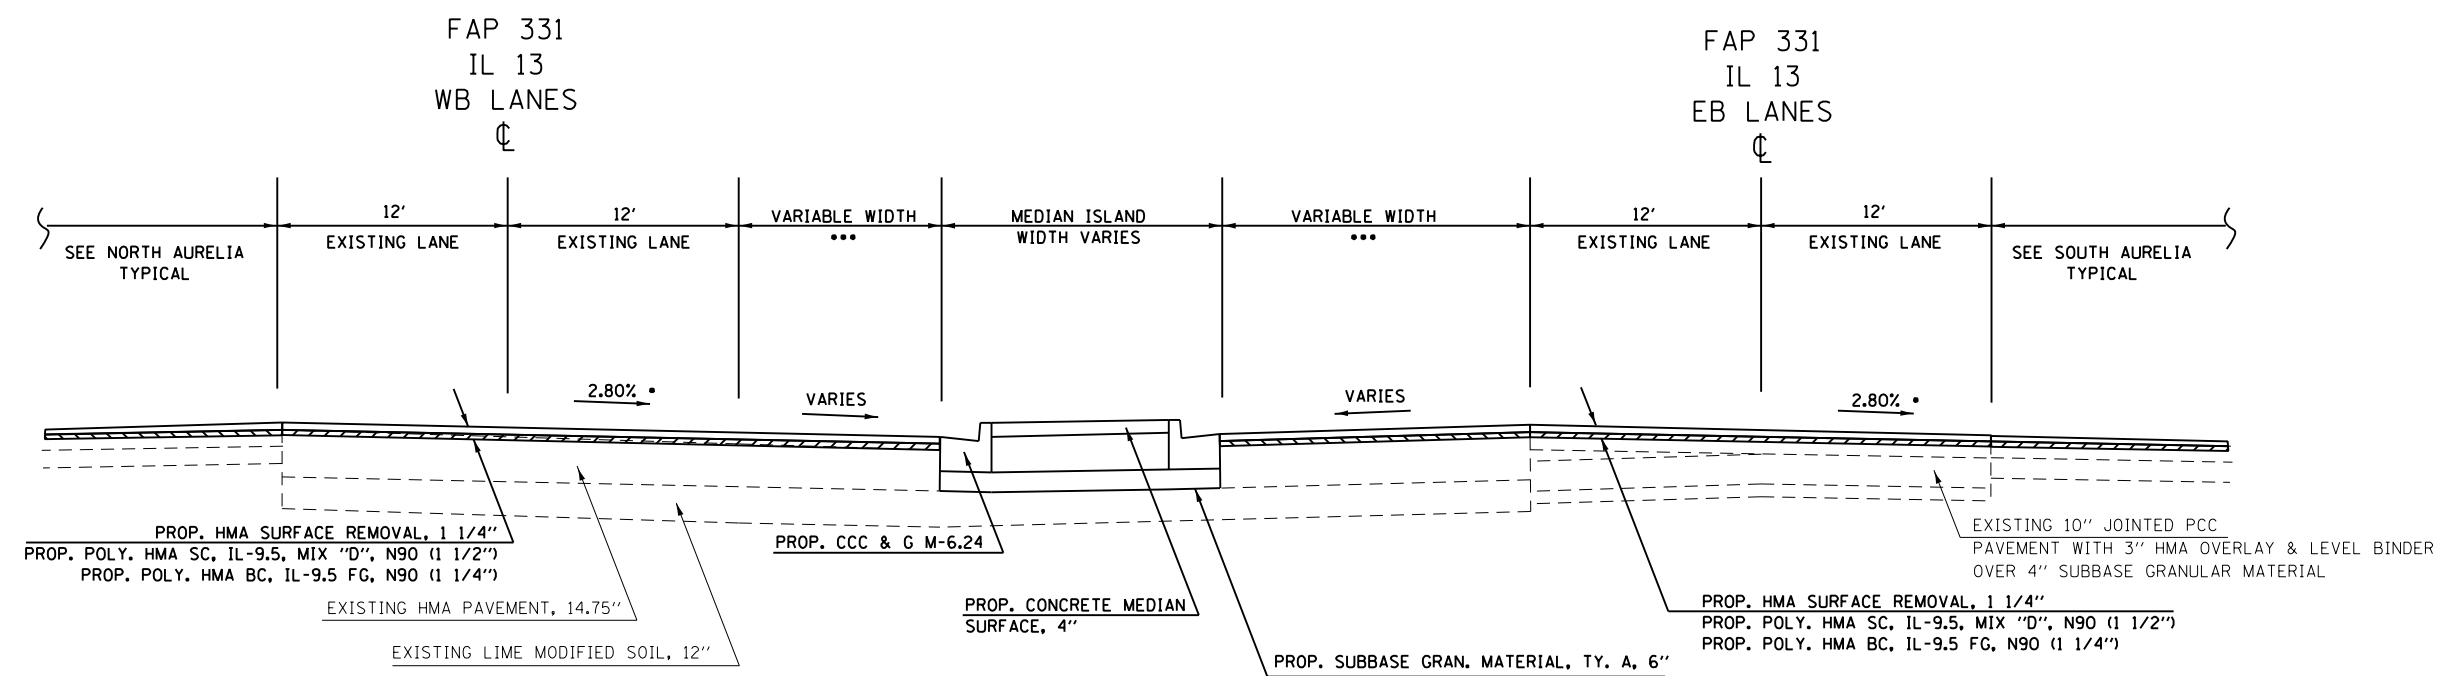 FAP 331
IL 13
WB LANES
℄
FAP 331
IL 13
EB LANES
℄
SEE NORTH AURELIA
TYPICAL
12'
EXISTING LANE
12'
EXISTING LANE
VARIABLE WIDTH
•••
MEDIAN ISLAND
WIDTH VARIES
VARIABLE WIDTH
•••
12'
EXISTING LANE
12'
EXISTING LANE
SEE SOUTH AURELIA
TYPICAL
2.80% •
VARIES
VARIES
2.80% •
PROP. HMA SURFACE REMOVAL, 1 1/4"
PROP. POLY. HMA SC, IL-9.5, MIX "D", N90 (1 1/2")
PROP. POLY. HMA BC, IL-9.5 FG, N90 (1 1/4")
EXISTING HMA PAVEMENT, 14.75"
EXISTING LIME MODIFIED SOIL, 12"
PROP. CCC & G M-6.24
PROP. CONCRETE MEDIAN
SURFACE, 4"
PROP. SUBBASE GRAN. MATERIAL, TY. A, 6"
EXISTING 10" JOINTED PCC
PAVEMENT WITH 3" HMA OVERLAY & LEVEL BINDER
OVER 4" SUBBASE GRANULAR MATERIAL
PROP. HMA SURFACE REMOVAL, 1 1/4"
PROP. POLY. HMA SC, IL-9.5, MIX "D", N90 (1 1/2")
PROP. POLY. HMA BC, IL-9.5 FG, N90 (1 1/4")